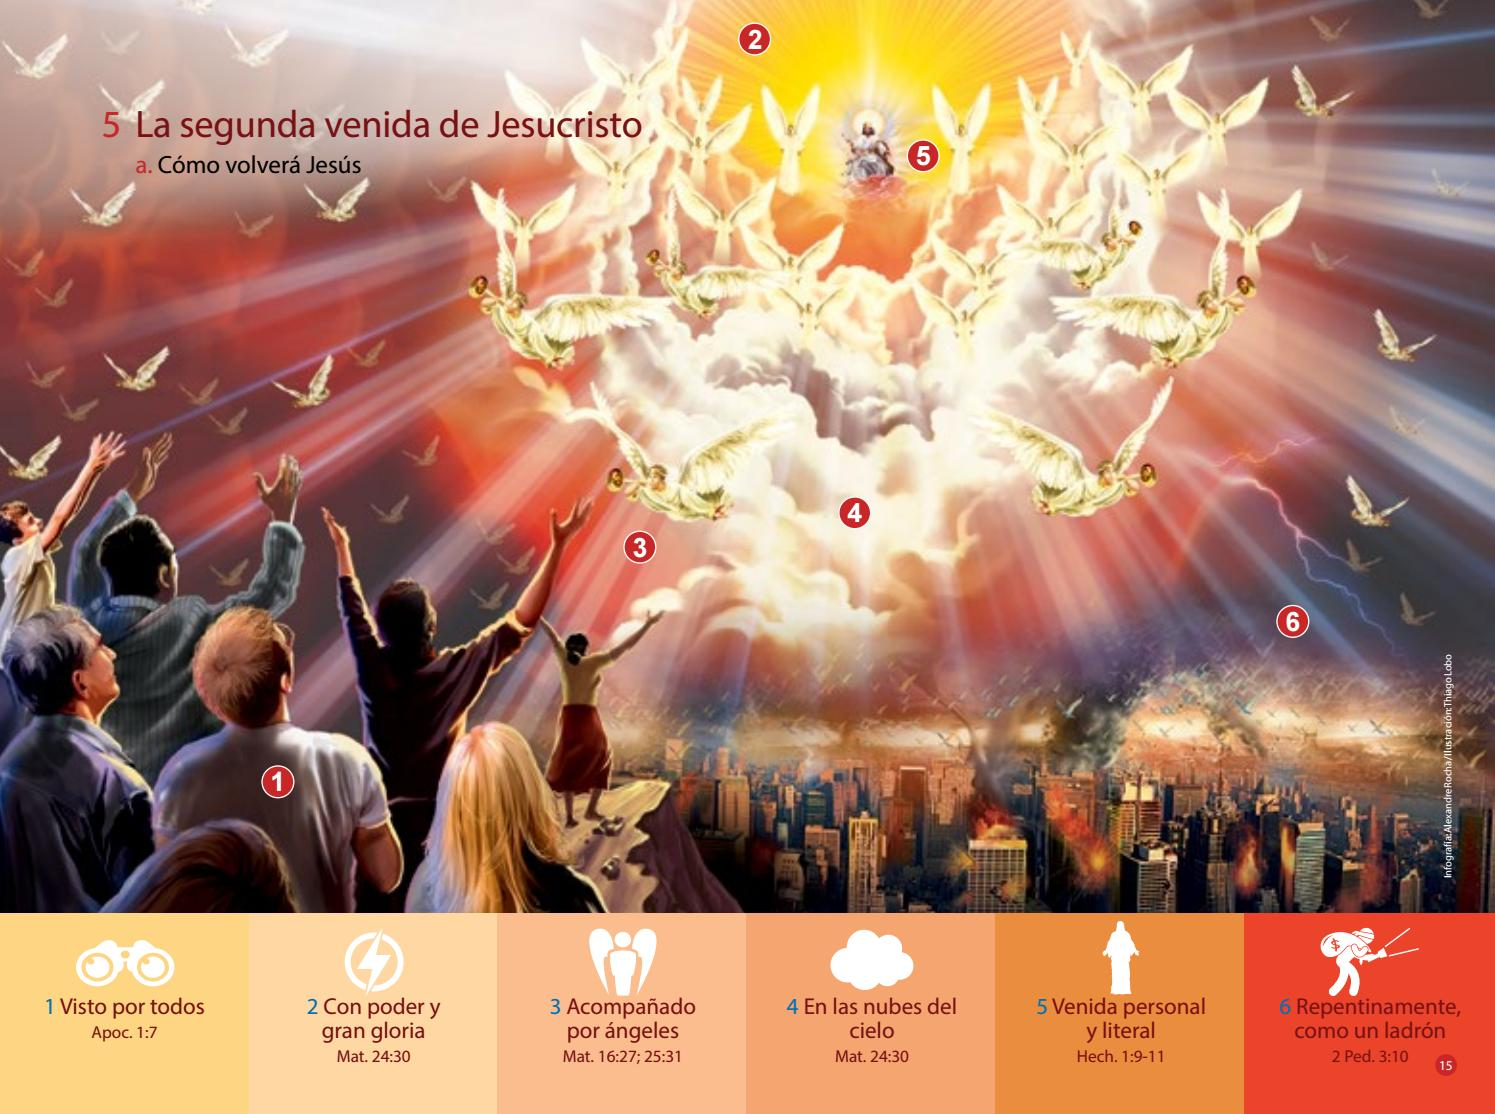 5 La segunda venida de Jesucristo
a. Cómo volverá Jesús
2
5
4
3
6
1
Infografía: Alexandre Rocha / Ilustración: Thiago Lobo
1 Visto por todos
Apoc. 1:7
2 Con poder y
gran gloria
Mat. 24:30
3 Acompañado
por ángeles
Mat. 16:27; 25:31
4 En las nubes del
cielo
Mat. 24:30
5 Venida personal
y literal
Hech. 1:9-11
$
6 Repentinamente,
como un ladrón
2 Ped. 3:10
15